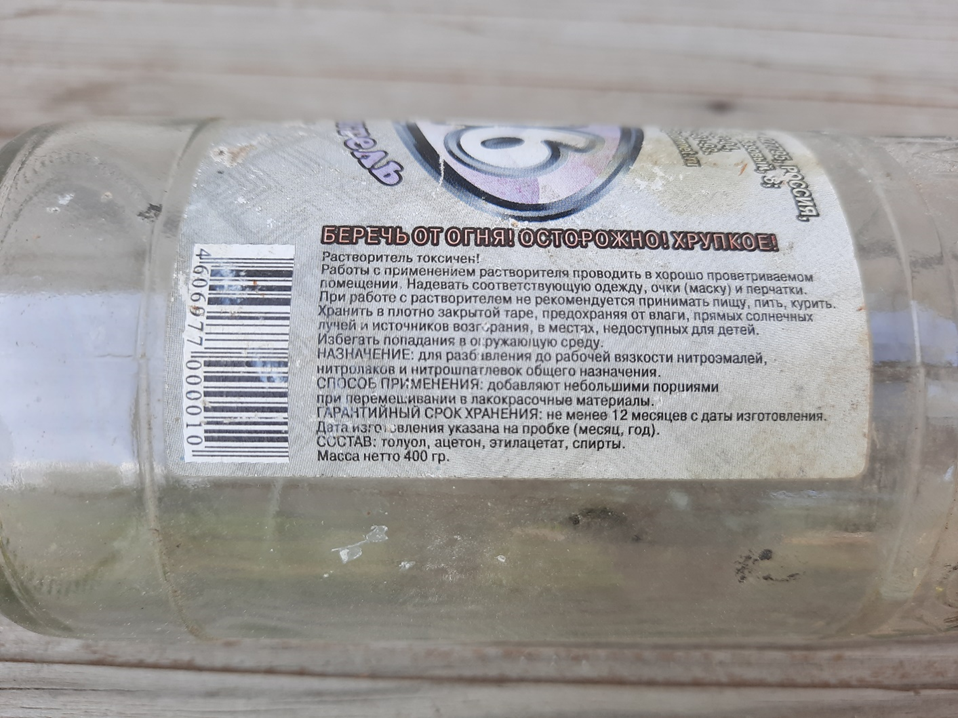 6
БЕРЕЧЬ ОТ ОГНЯ! ОСТОРОЖНО! ХРУПКОЕ!
Растворитель токсичен!
Работы с применением растворителя проводить в хорошо проветриваемом
помещении. Надевать соответствующую одежду, очки (маску) и перчатки.
При работе с растворителем не рекомендуется принимать пищу, пить, курить.
Хранить в плотно закрытой таре, предохраняя от влаги, прямых солнечных
лучей и источников возгорания, в местах, недоступных для детей.
Избегать попадания в окружающую среду.
НАЗНАЧЕНИЕ: для разбавления до рабочей вязкости нитроэмалей,
нитролаков и нитрошпатлевок общего назначения.
СПОСОБ ПРИМЕНЕНИЯ: добавляют небольшими порциями
при перемешивании в лакокрасочные материалы.
ГАРАНТИЙНЫЙ СРОК ХРАНЕНИЯ: не менее 12 месяцев с даты изготовления.
Дата изготовления указана на пробке (месяц, год).
СОСТАВ: толуол, ацетон, этилацетат, спирты.
Масса нетто 400 гр.
4606977000010
РОССИЯ,